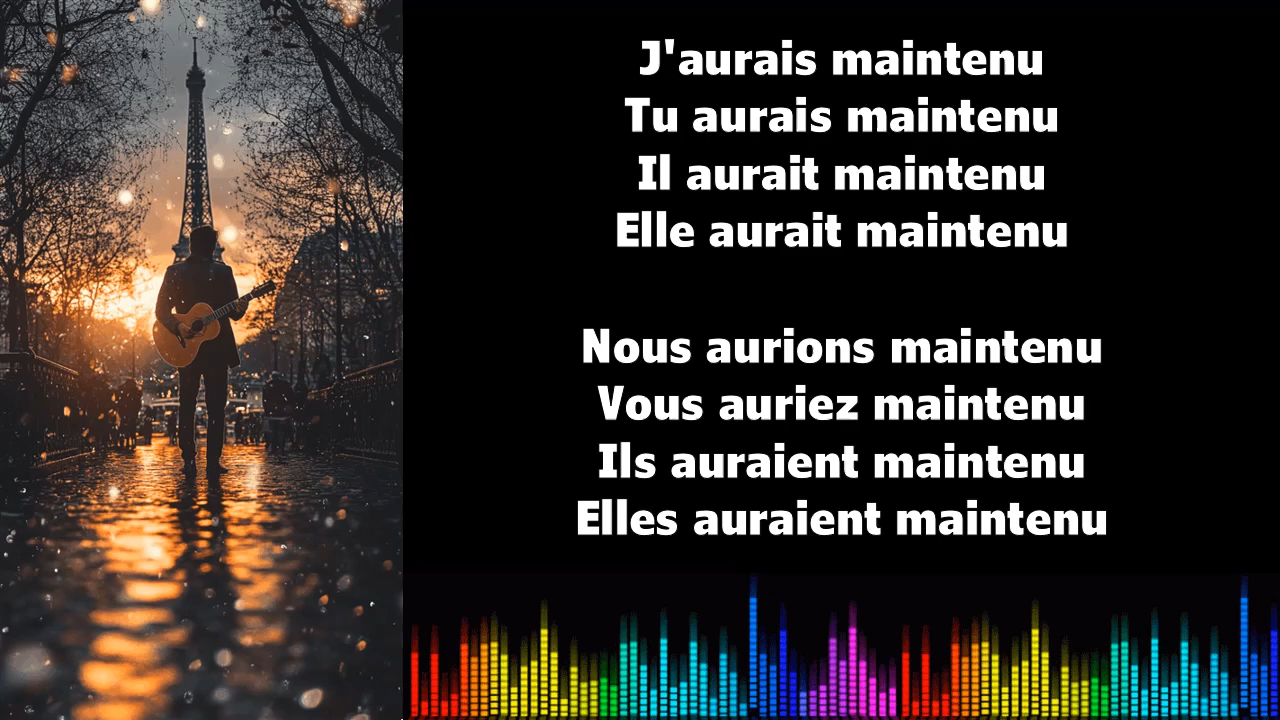 J'aurais maintenu
Tu aurais maintenu
Il aurait maintenu
Elle aurait maintenu
Nous aurions maintenu
Vous auriez maintenu
Ils auraient maintenu
Elles auraient maintenu